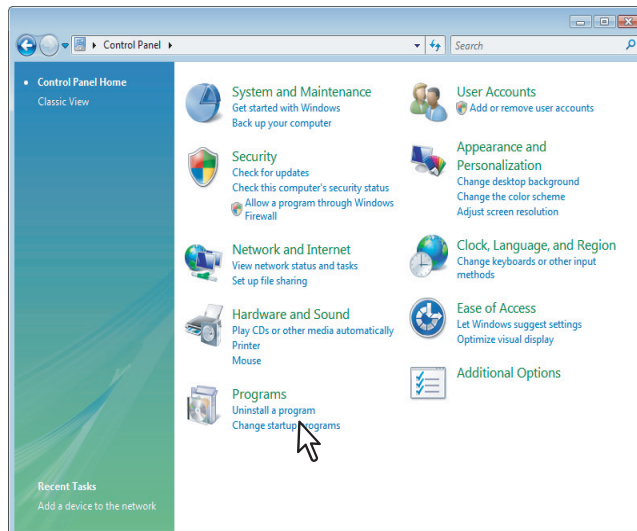 Control Panel
Search
Control Panel Home
Classic View
System and Maintenance
Get started with Windows
Back up your computer
Security
Check for updates
Check this computer's security status
Allow a program through Windows
Firewall
Network and Internet
View network status and tasks
Set up file sharing
Hardware and Sound
Play CDs or other media automatically
Printer
Mouse
Programs
Uninstall a program
Change startup programs
User Accounts
Add or remove user accounts
Appearance and
Personalization
Change desktop background
Change the color scheme
Adjust screen resolution
Clock, Language, and Region
Change keyboards or other input
methods
Ease of Access
Let Windows suggest settings
Optimize visual display
Additional Options
Recent Tasks
Add a device to the network